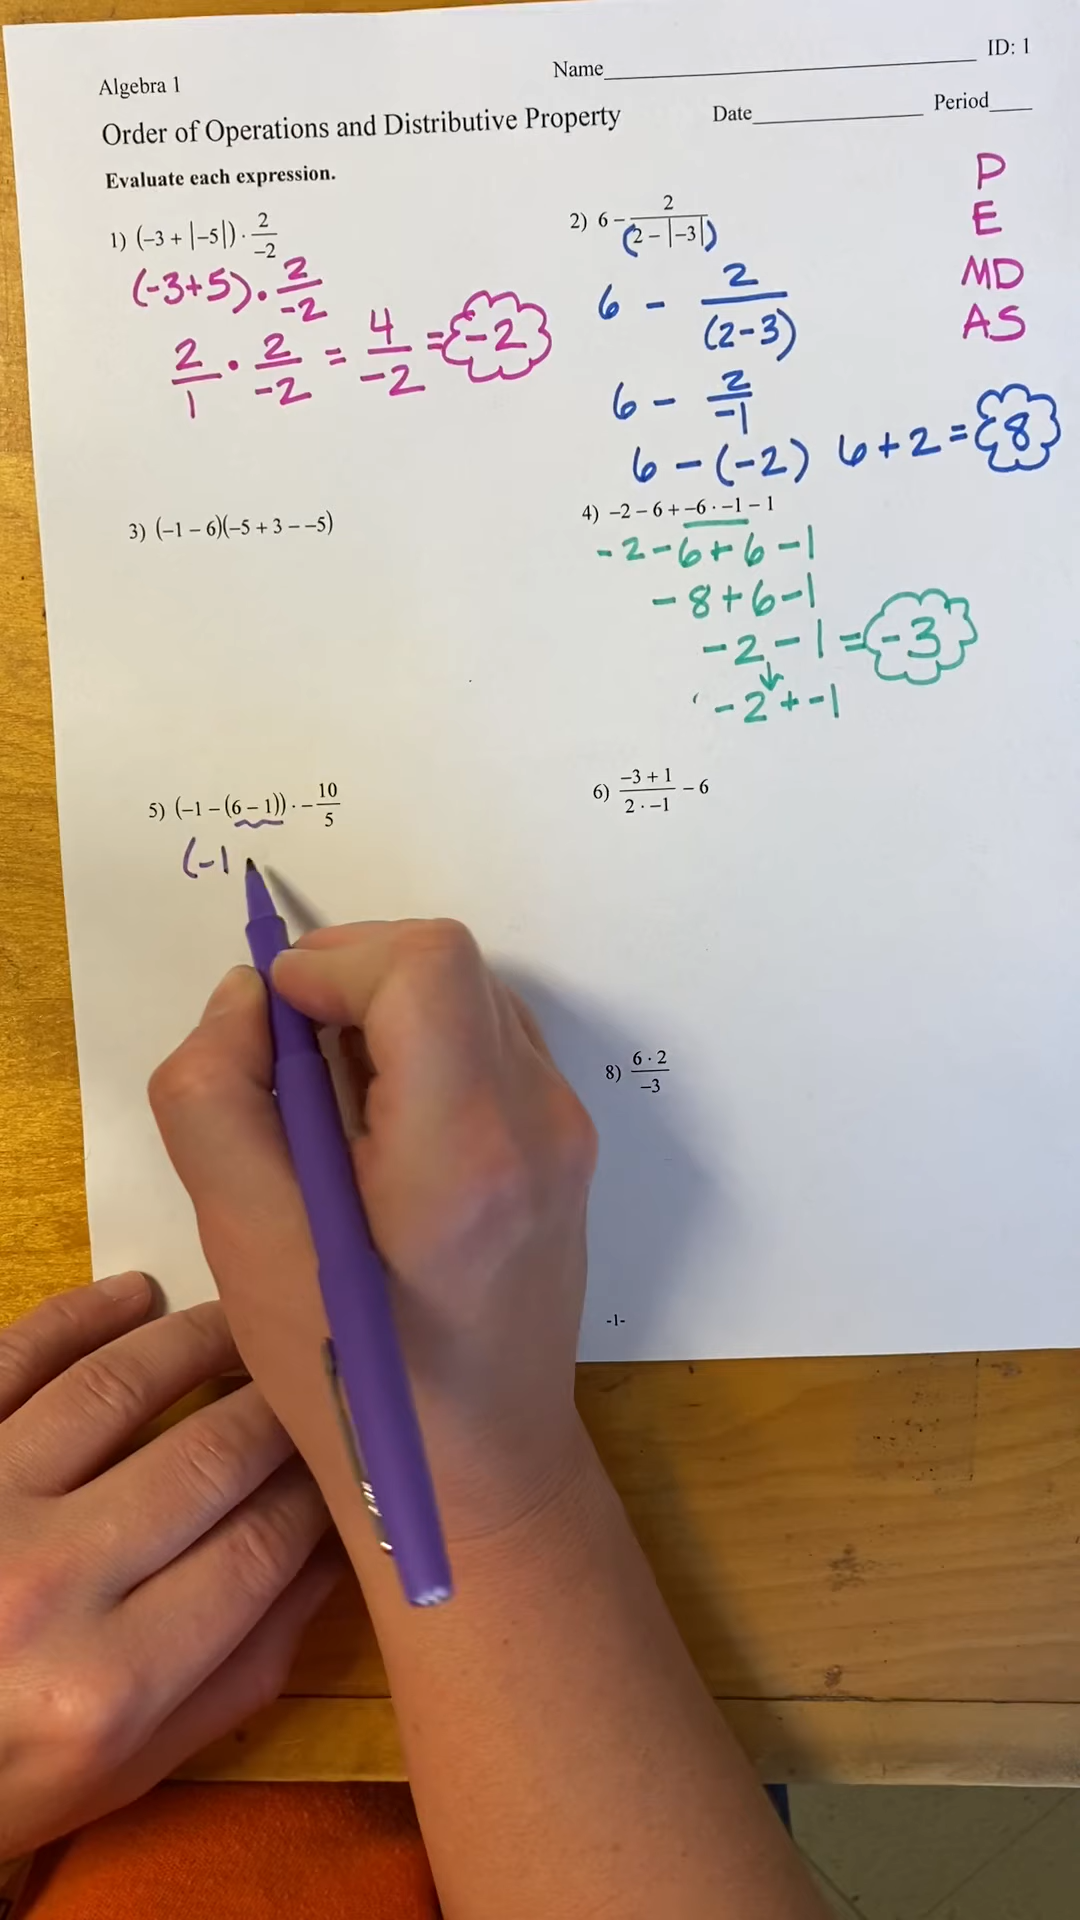 Algebra 1
Name____________________ ID: 1
Order of Operations and Distributive Property
Date__________ Period____
Evaluate each expression.
1) (−3 + |−5|) · 2/−2
(-3+5) · 2/-2
2/1 · 2/-2 = 4/-2 = -2
2) 6 − 2/(2 − |−3|)
6 - 2/(2-3)
6 - 2/-1
6 - (-2) 6+2 = 8
P
E
MD
AS
3) (−1 − 6)(−5 + 3 − −5)
4) −2 − 6 + −6 · −1 − 1
-2-6+6-1
-8+6-1
-2-1 = -3
-2+-1
5) (−1 − (6 − 1)) · −10/5
(-1
6) (−3 + 1)/(2 · −1) − 6
8) 6 · 2/−3
-1-